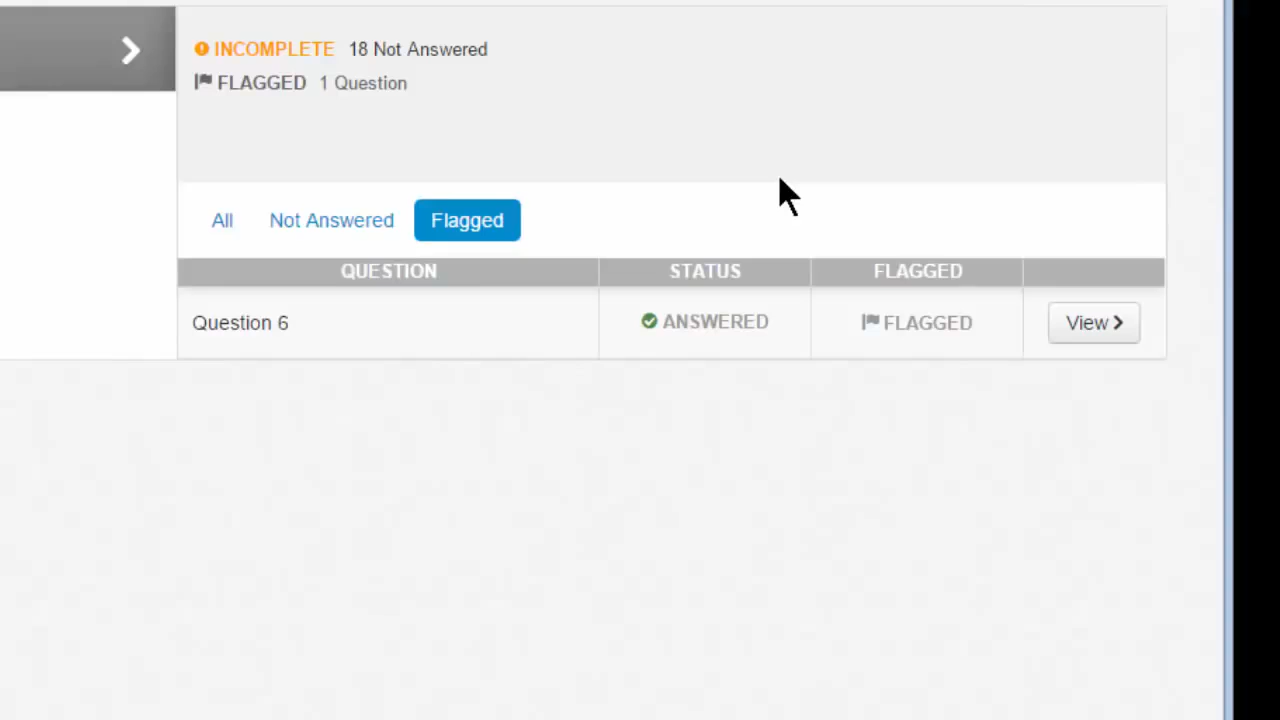 INCOMPLETE 18 Not Answered
FLAGGED 1 Question
All Not Answered Flagged
QUESTION STATUS FLAGGED
Question 6 ANSWERED FLAGGED View